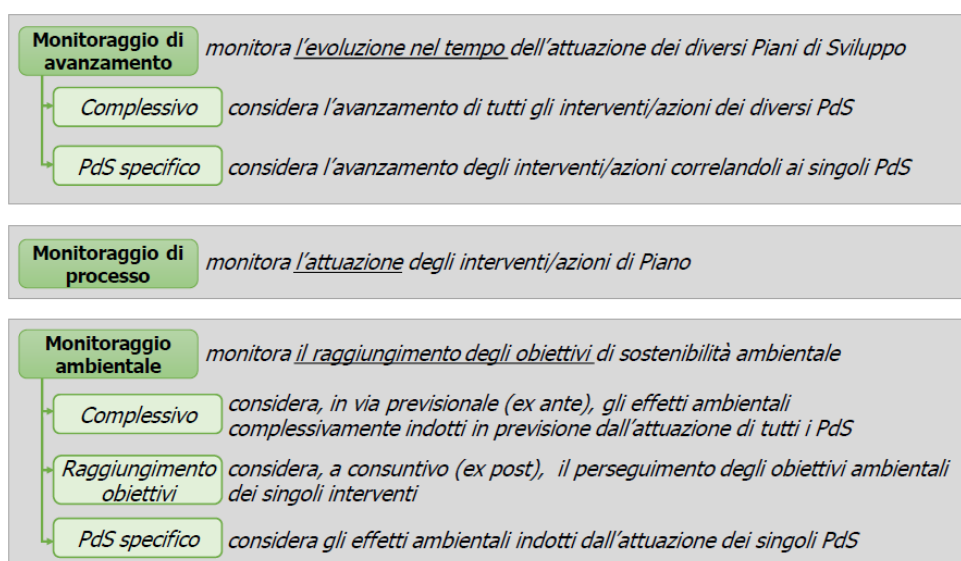 Monitoraggio di
avanzamento
monitora l'evoluzione nel tempo dell'attuazione dei diversi Piani di Sviluppo
Complessivo
considera l'avanzamento di tutti gli interventi/azioni dei diversi PdS
PdS specifico
considera l'avanzamento degli interventi/azioni correlandoli ai singoli PdS
Monitoraggio di
processo
monitora l'attuazione degli interventi/azioni di Piano
Monitoraggio
ambientale
monitora il raggiungimento degli obiettivi di sostenibilità ambientale
Complessivo
considera, in via previsionale (ex ante), gli effetti ambientali
complessivamente indotti in previsione dall'attuazione di tutti i PdS
Raggiungimento
obiettivi
considera, a consuntivo (ex post), il perseguimento degli obiettivi ambientali
dei singoli interventi
PdS specifico
considera gli effetti ambientali indotti dall'attuazione dei singoli PdS